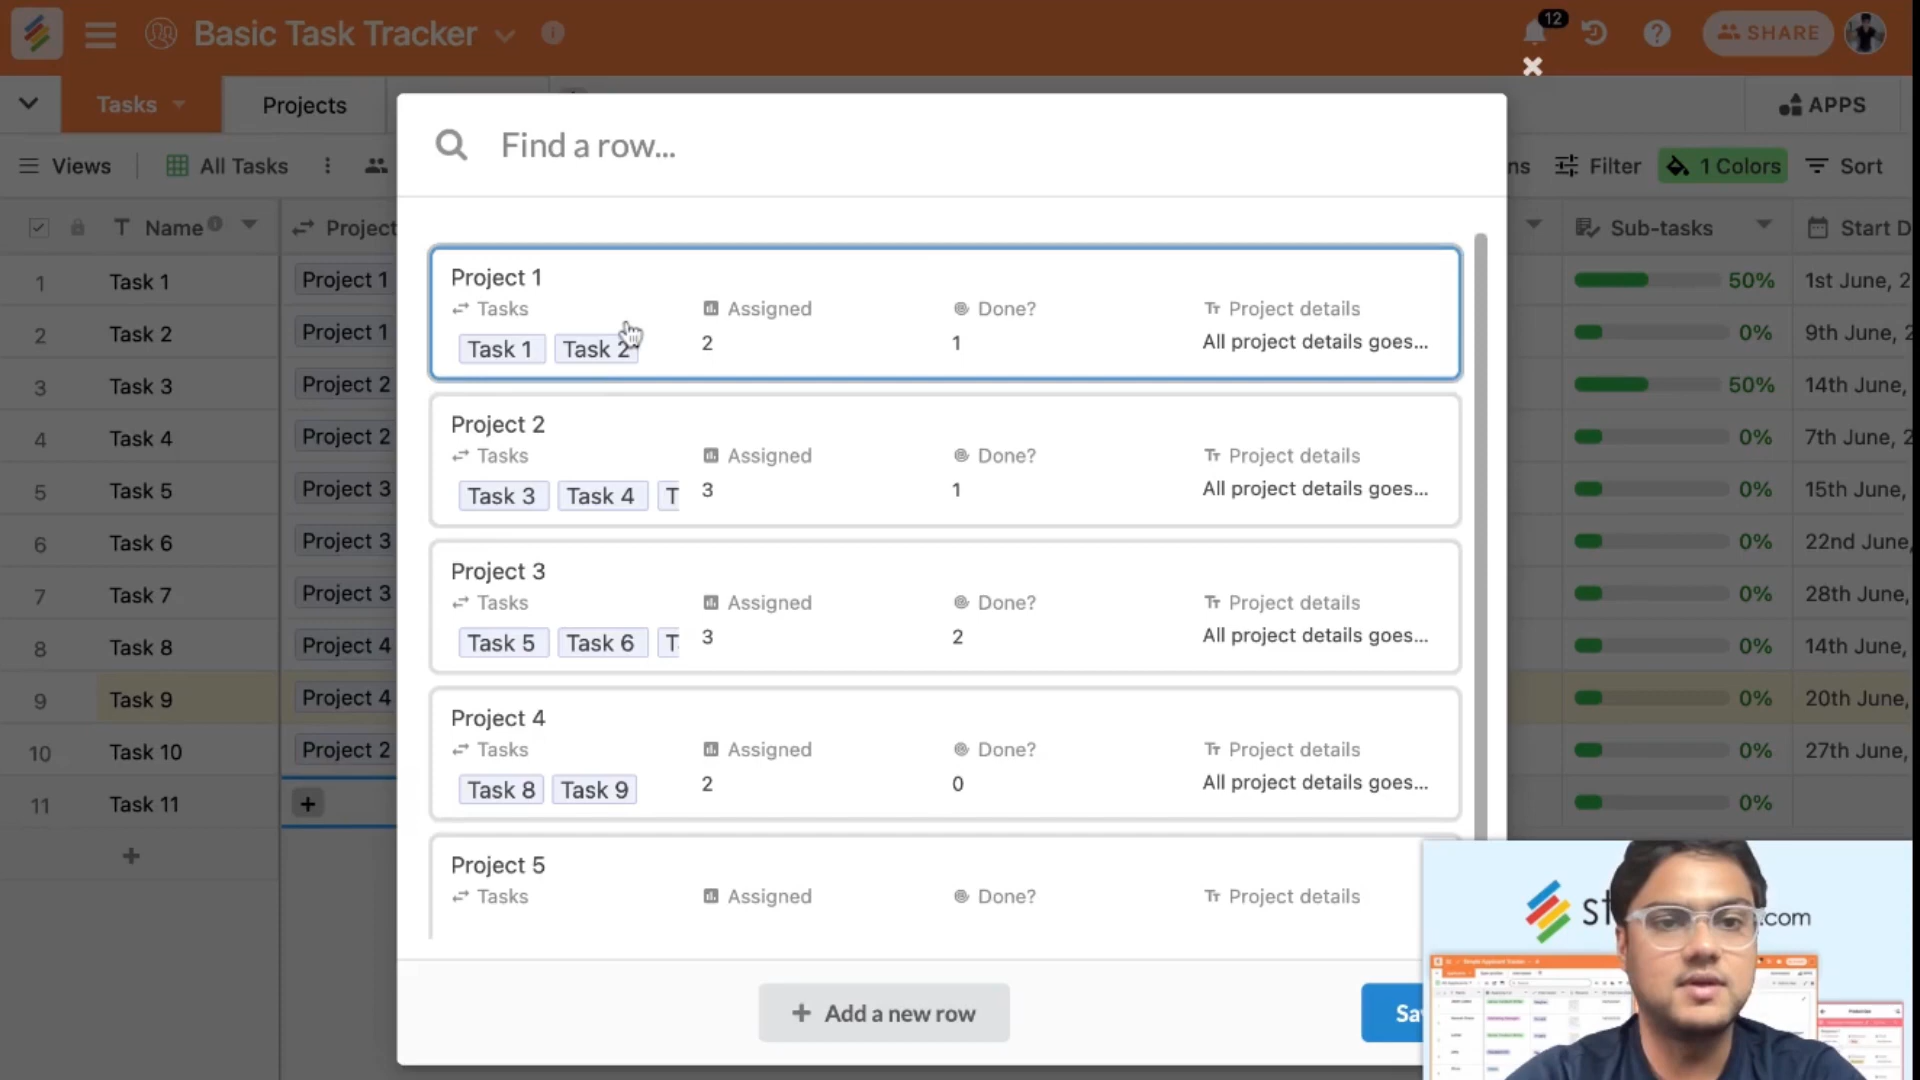 Basic Task Tracker
12
SHARE
Tasks
Projects
APPS
Views
All Tasks
ns
Filter
1 Colors
Sort
Name
Project
Sub-tasks
Start D
1
Task 1
Project 1
50%
1st June, 2
2
Task 2
Project 1
0%
9th June, 2
3
Task 3
Project 2
50%
14th June,
4
Task 4
Project 2
0%
7th June, 2
5
Task 5
Project 3
0%
15th June,
6
Task 6
Project 3
0%
22nd June,
7
Task 7
Project 3
0%
28th June,
8
Task 8
Project 4
0%
14th June,
9
Task 9
Project 4
0%
20th June,
10
Task 10
Project 2
0%
27th June,
11
Task 11
+
0%
+
Find a row...
Project 1
Tasks
Assigned
Done?
Project details
Task 1
Task 2
2
1
All project details goes...
Project 2
Tasks
Assigned
Done?
Project details
Task 3
Task 4
T
3
1
All project details goes...
Project 3
Tasks
Assigned
Done?
Project details
Task 5
Task 6
T
3
2
All project details goes...
Project 4
Tasks
Assigned
Done?
Project details
Task 8
Task 9
2
0
All project details goes...
Project 5
Tasks
Assigned
Done?
Project details
+ Add a new row
Sav
st
.com